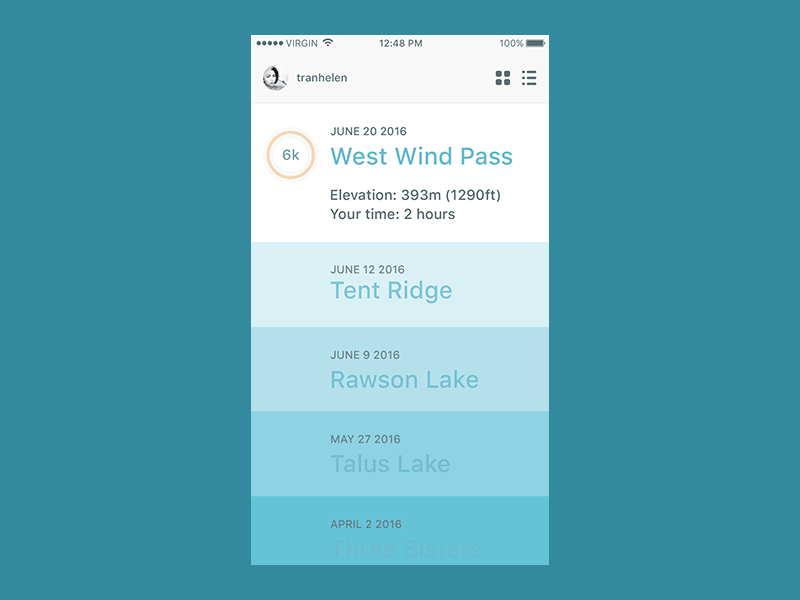 VIRGIN 12:48 PM 100%
tranhelen
JUNE 20 2016
6k West Wind Pass
Elevation: 393m (1290ft)
Your time: 2 hours
JUNE 12 2016
Tent Ridge
JUNE 9 2016
Rawson Lake
MAY 27 2016
Talus Lake
APRIL 2 2016
Three Sisters